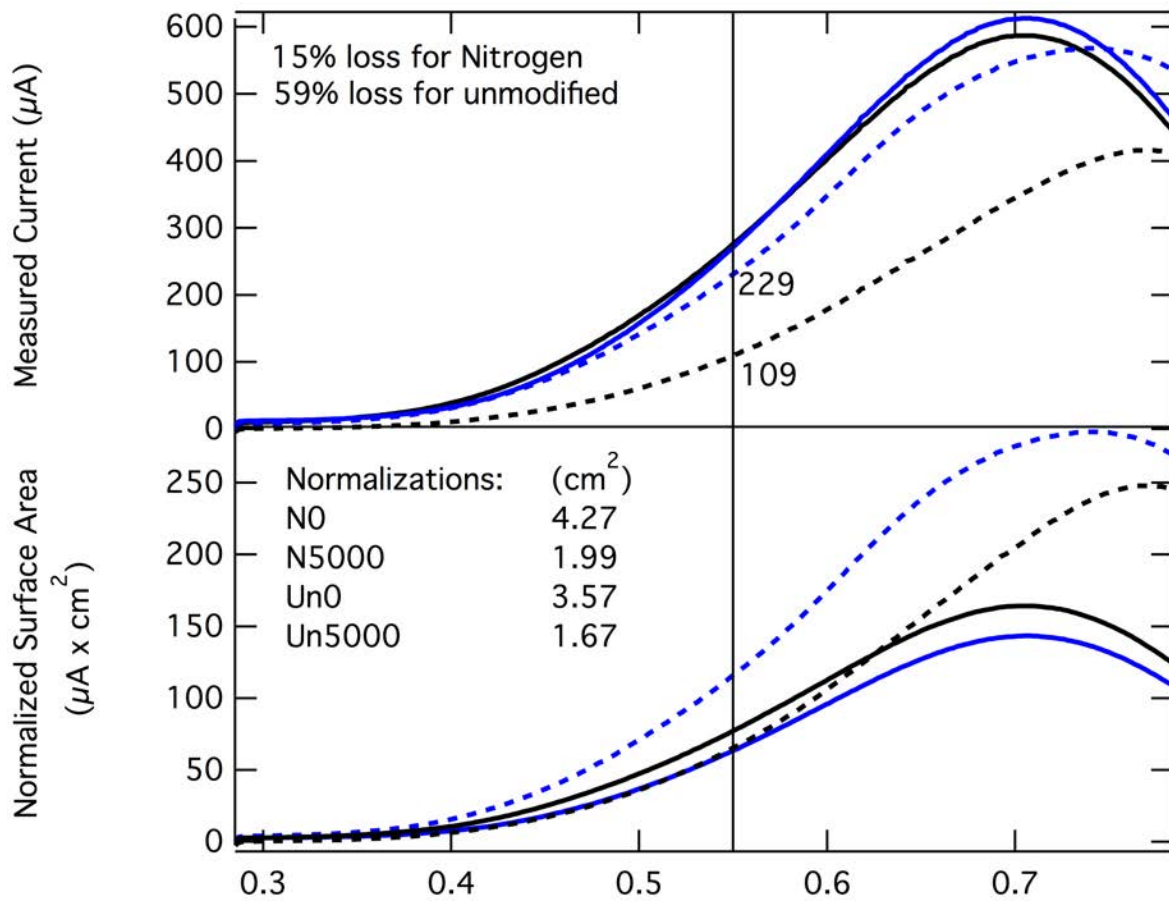 Measured Current (µA)
600
500
400
300
200
100
0
15% loss for Nitrogen
59% loss for unmodified
229
109
Normalized Surface Area
(µA x cm²)
250
200
150
100
50
0
Normalizations: (cm²)
N0 4.27
N5000 1.99
Un0 3.57
Un5000 1.67
0.3 0.4 0.5 0.6 0.7